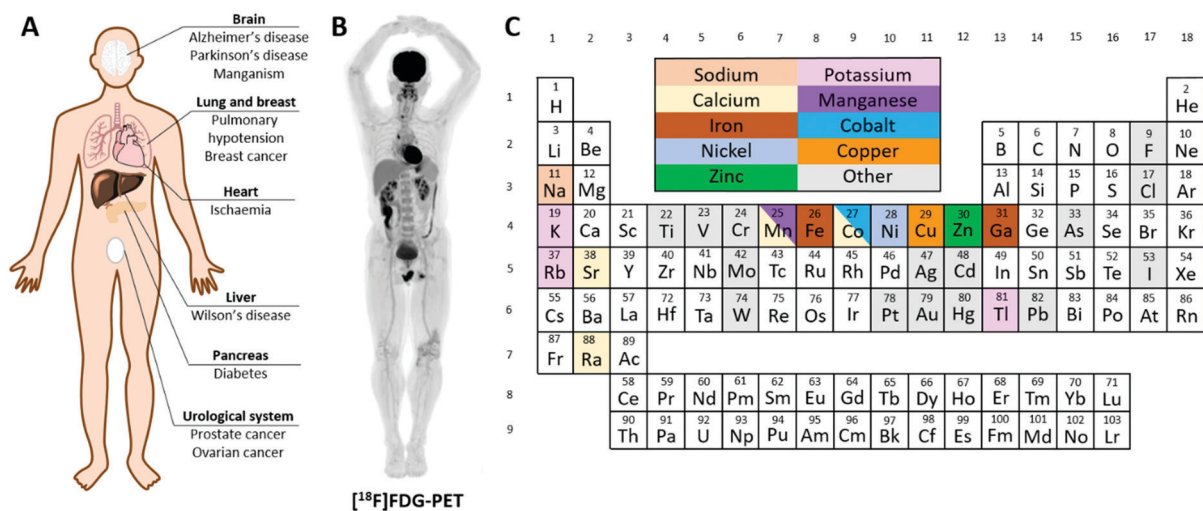 A
Brain
Alzheimer's disease
Parkinson's disease
Manganism
Lung and breast
Pulmonary
hypotension
Breast cancer
Heart
Ischaemia
Liver
Wilson's disease
Pancreas
Diabetes
Urological system
Prostate cancer
Ovarian cancer
B
[¹⁸F]FDG-PET
C
1 2 3 4 5 6 7 8 9 10 11 12 13 14 15 16 17 18
Sodium Potassium
Calcium Manganese
Iron Cobalt
Nickel Copper
Zinc Other
1 2
1 H He
3 4 5 6 7 8 9 10
2 Li Be B C N O F Ne
11 12 13 14 15 16 17 18
3 Na Mg Al Si P S Cl Ar
19 20 21 22 23 24 25 26 27 28 29 30 31 32 33 34 35 36
4 K Ca Sc Ti V Cr Mn Fe Co Ni Cu Zn Ga Ge As Se Br Kr
37 38 39 40 41 42 43 44 45 46 47 48 49 50 51 52 53 54
5 Rb Sr Y Zr Nb Mo Tc Ru Rh Pd Ag Cd In Sn Sb Te I Xe
55 56 57 72 73 74 75 76 77 78 79 80 81 82 83 84 85 86
6 Cs Ba La Hf Ta W Re Os Ir Pt Au Hg Tl Pb Bi Po At Rn
87 88 89
7 Fr Ra Ac
58 59 60 61 62 63 64 65 66 67 68 69 70 71
8 Ce Pr Nd Pm Sm Eu Gd Tb Dy Ho Er Tm Yb Lu
90 91 92 93 94 95 96 97 98 99 100 101 102 103
9 Th Pa U Np Pu Am Cm Bk Cf Es Fm Md No Lr